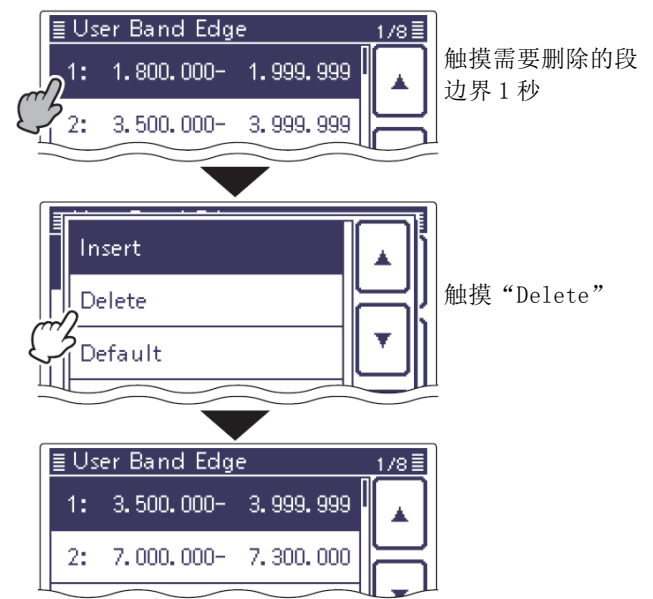 User Band Edge 1/8
1: 1.800.000- 1.999.999
2: 3.500.000- 3.999.999
触摸需要删除的段
边界1秒
Insert
Delete
Default
触摸“Delete”
User Band Edge 1/8
1: 3.500.000- 3.999.999
2: 7.000.000- 7.300.000